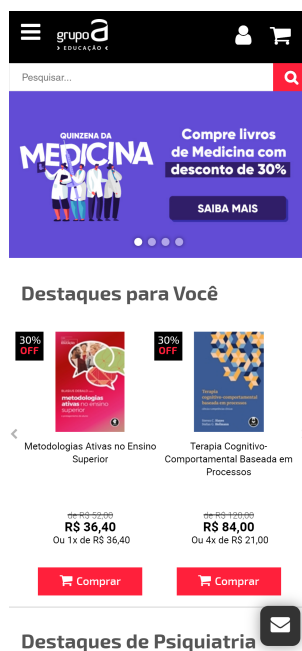 grupo a
> EDUCAÇÃO <
Pesquisar...
QUINZENA DA
MEDICINA
Compre livros
de Medicina com
desconto de 30%
SAIBA MAIS
Destaques para Você
30%
OFF
metodologias
ativas no ensino
superior
30%
OFF
Terapia
cognitivo-comportamental
baseada em processos
Metodologias Ativas no Ensino
Superior
Terapia Cognitivo-
Comportamental Baseada em
Processos
de R$ 52,00
R$ 36,40
Ou 1x de R$ 36,40
de R$ 120,00
R$ 84,00
Ou 4x de R$ 21,00
Comprar
Comprar
Destaques de Psiquiatria